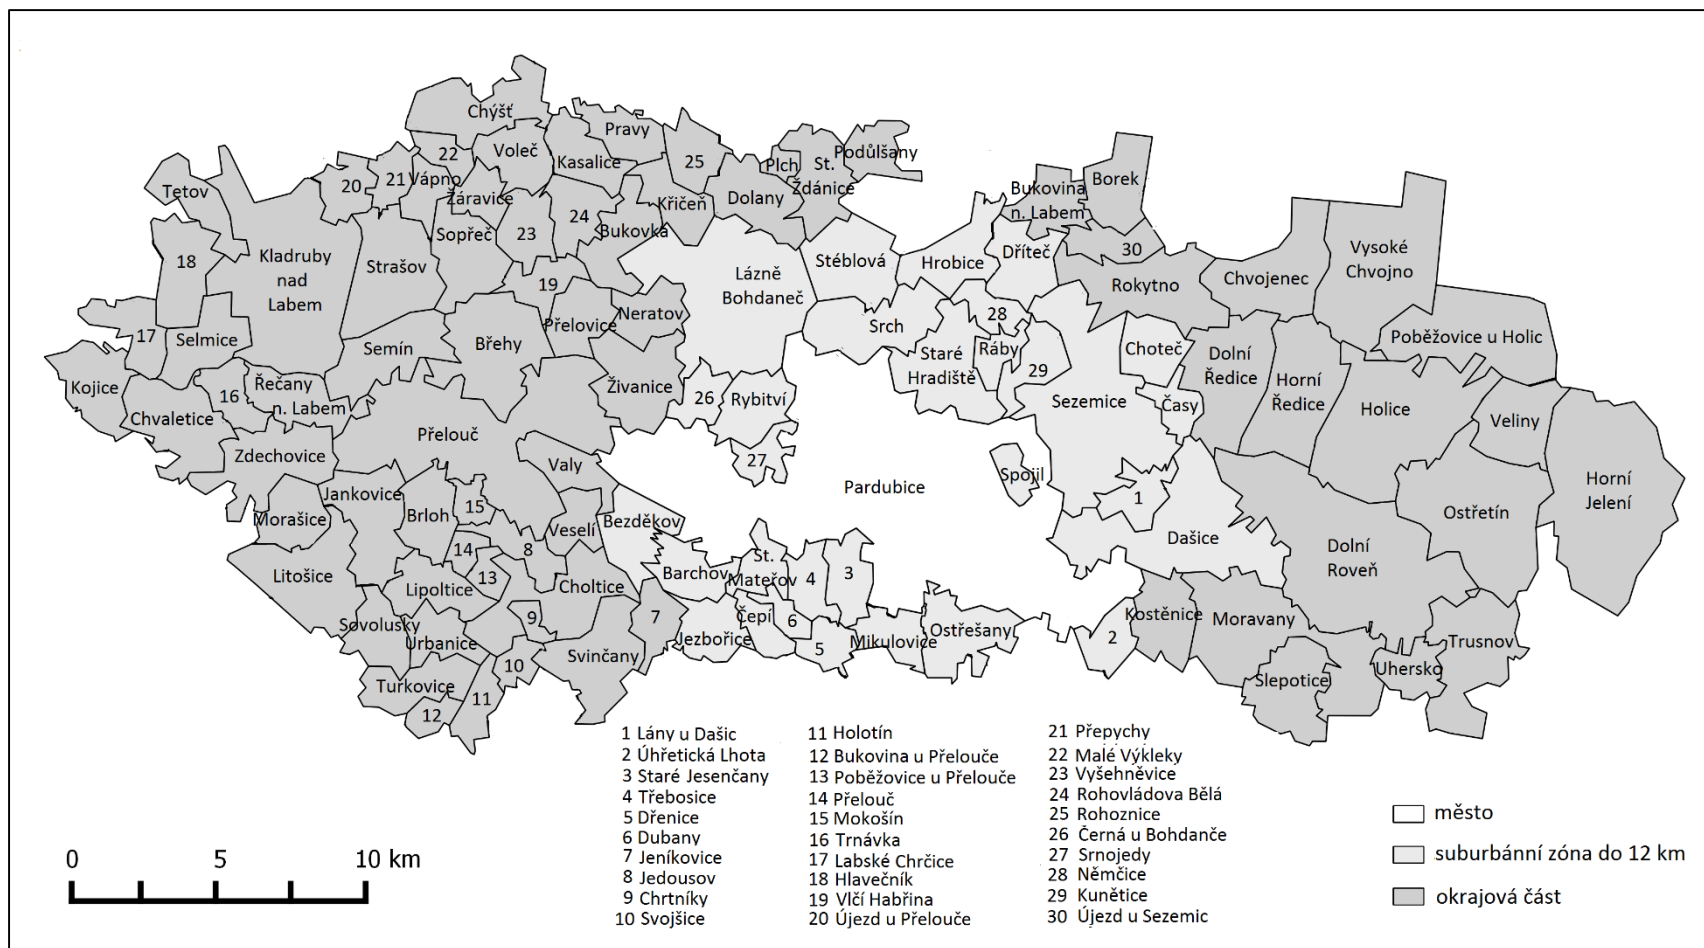 Chýšť
Pravy
22
Voleč
Kasalice
25
Plch
St.
Ždánice
Podůlšany
Tetov
20
21
Vápno
Žáravice
24
Křičeň
Dolany
Bukovina
n. Labem
Borek
Bukovka
Sopřeč
23
18
Kladruby
nad
Labem
Strašov
Lázně
Bohdaneč
Stéblová
Hrobice
Dříteč
30
Rokytno
Chvojenec
Vysoké
Chvojno
19
17
Selmice
Semín
Břehy
Přelovice
Neratov
Srch
28
Staré
Hradiště
Ráby
29
Choteč
Dolní
Ředice
Horní
Ředice
Poběžovice u Holic
Kojice
Chvaletice
16
Řečany
n. Labem
Živanice
26
Rybitví
Sezemice
Časy
Holice
Veliny
Přelouč
Zdechovice
Valy
27
Pardubice
Spojil
1
Horní
Jelení
Jankovice
Morašice
Brloh
15
Veselí
Bezděkov
Dašice
Ostřetín
Dolní
Roveň
14
8
Litošice
Lipoltice
13
Choltice
Barchov
St.
Mateřov
4
3
Sovolusky
Urbanice
9
7
Jezbořice
Čepí
6
5
Mikulovice
Ostřešany
2
Kostěnice
Moravany
Trusnov
Uhersko
Slepotice
Svinčany
10
Turkovice
11
12
1 Lány u Dašic
2 Úhřetická Lhota
3 Staré Jesenčany
4 Třebosice
5 Dřenice
6 Dubany
7 Jeníkovice
8 Jedousov
9 Chrtníky
10 Svojšice
11 Holotín
12 Bukovina u Přelouče
13 Poběžovice u Přelouče
14 Přelouč
15 Mokošín
16 Trnávka
17 Labské Chrčice
18 Hlavečník
19 Vlčí Habřina
20 Újezd u Přelouče
21 Přepychy
22 Malé Výkleky
23 Vyšehněvice
24 Rohovládova Bělá
25 Rohoznice
26 Černá u Bohdanče
27 Srnojedy
28 Němčice
29 Kunětice
30 Újezd u Sezemic
město
suburbánní zóna do 12 km
okrajová část
0 5 10 km